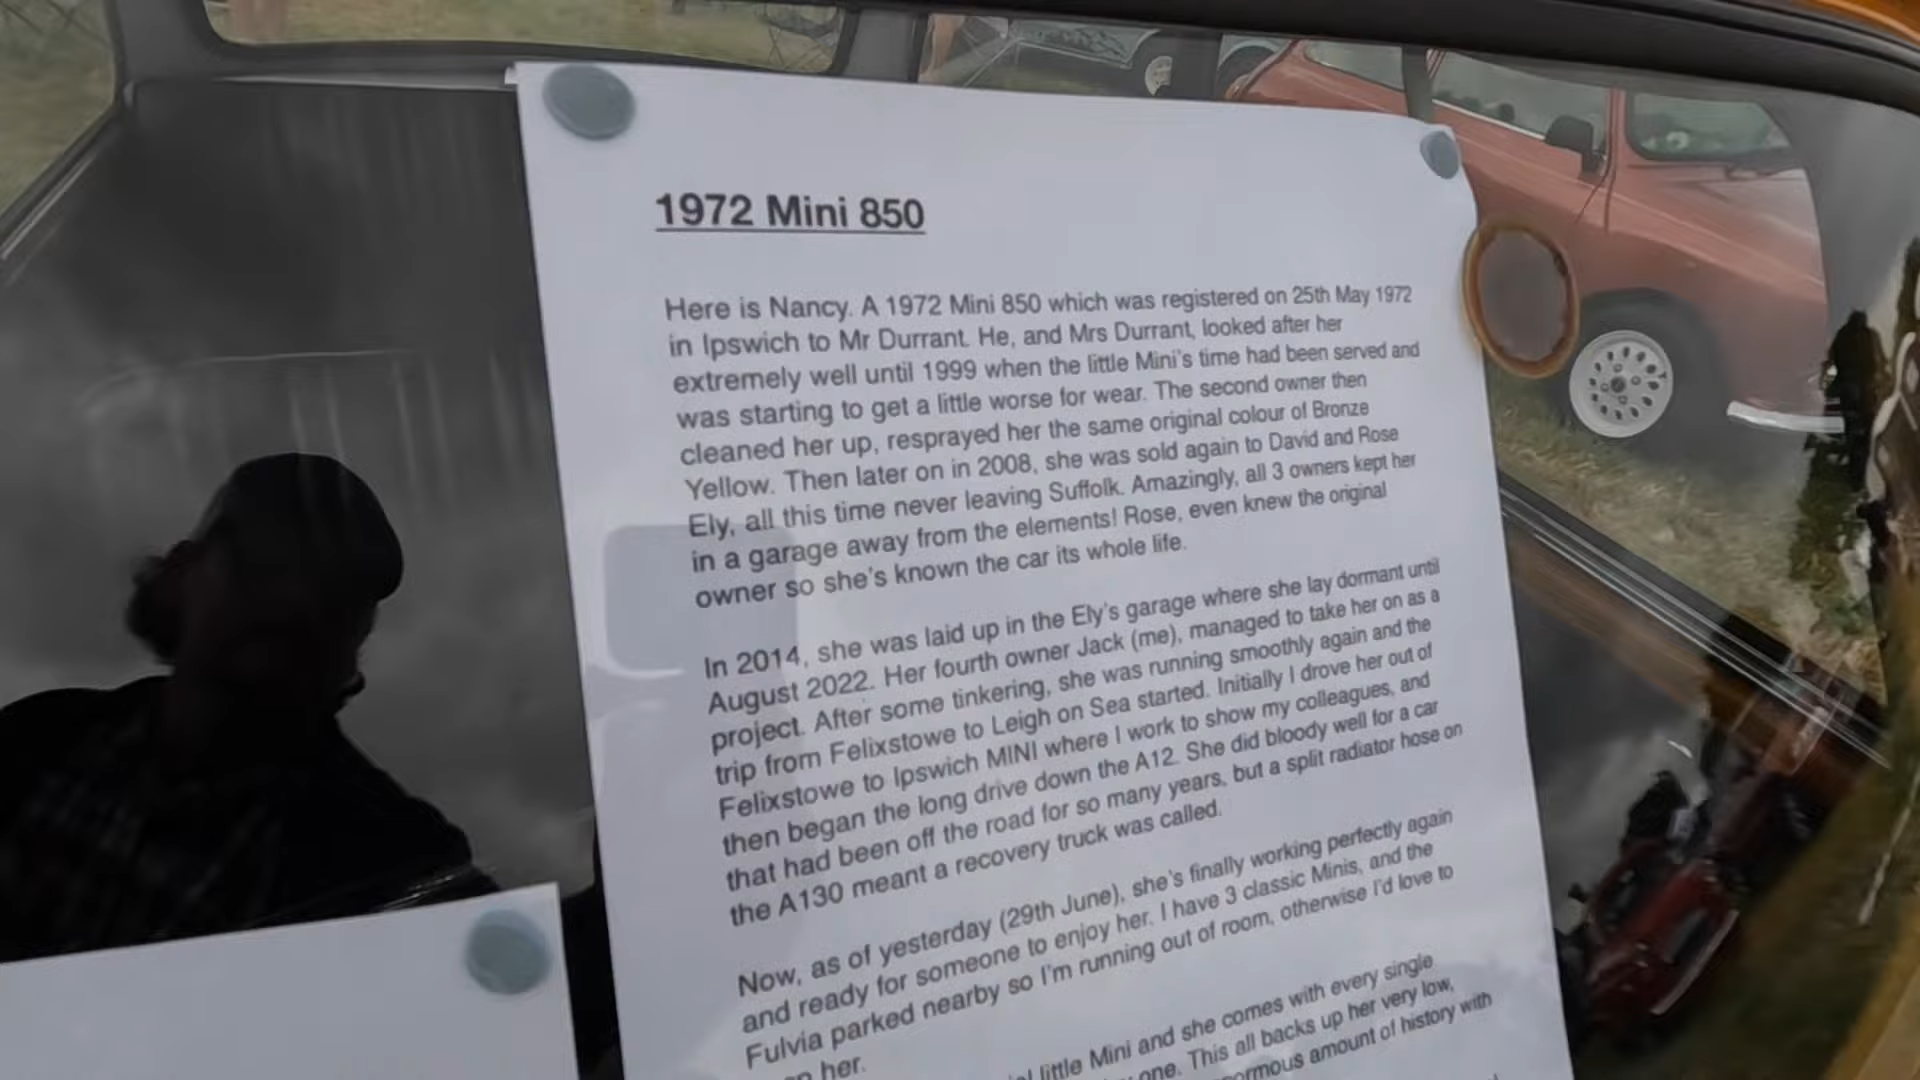 1972 Mini 850
Here is Nancy. A 1972 Mini 850 which was registered on 25th May 1972
in Ipswich to Mr Durrant. He, and Mrs Durrant, looked after her
extremely well until 1999 when the little Mini's time had been served and
was starting to get a little worse for wear. The second owner then
cleaned her up, resprayed her the same original colour of Bronze
Yellow. Then later on in 2008, she was sold again to David and Rose
Ely, all this time never leaving Suffolk. Amazingly, all 3 owners kept her
in a garage away from the elements! Rose, even knew the original
owner so she's known the car its whole life.
In 2014, she was laid up in the Ely's garage where she lay dormant until
August 2022. Her fourth owner Jack (me), managed to take her on as a
project. After some tinkering, she was running smoothly again and the
trip from Felixstowe to Leigh on Sea started. Initially I drove her out of
Felixstowe to Ipswich MINI where I work to show my colleagues, and
then began the long drive down the A12. She did bloody well for a car
that had been off the road for so many years, but a split radiator hose on
the A130 meant a recovery truck was called.
Now, as of yesterday (29th June), she's finally working perfectly again
and ready for someone to enjoy her. I have 3 classic Minis, and the
Fulvia parked nearby so I'm running out of room, otherwise I'd love to
her.
little Mini and she comes with every single
one. This all backs up her very low,
amount of history with